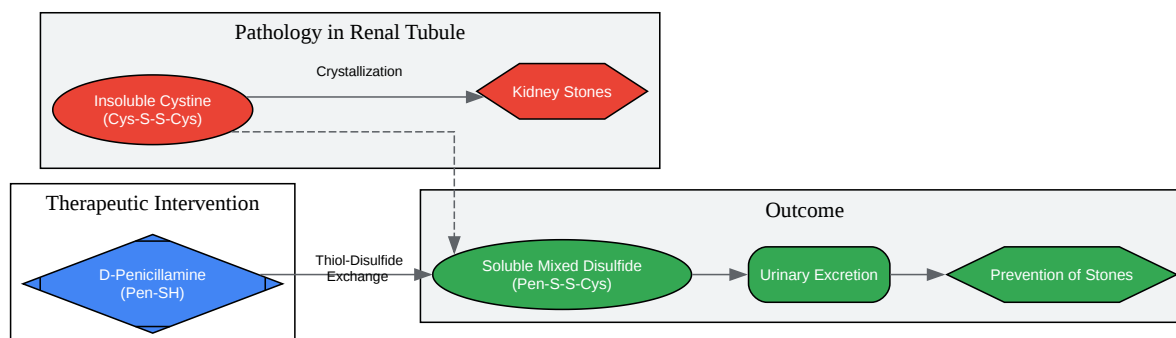 Pathology in Renal Tubule
Crystallization
Insoluble Cystine
(Cys-S-S-Cys)
Kidney Stones
Therapeutic Intervention
D-Penicillamine
(Pen-SH)
Thiol-Disulfide
Exchange
Outcome
Soluble Mixed Disulfide
(Pen-S-S-Cys)
Urinary Excretion
Prevention of Stones